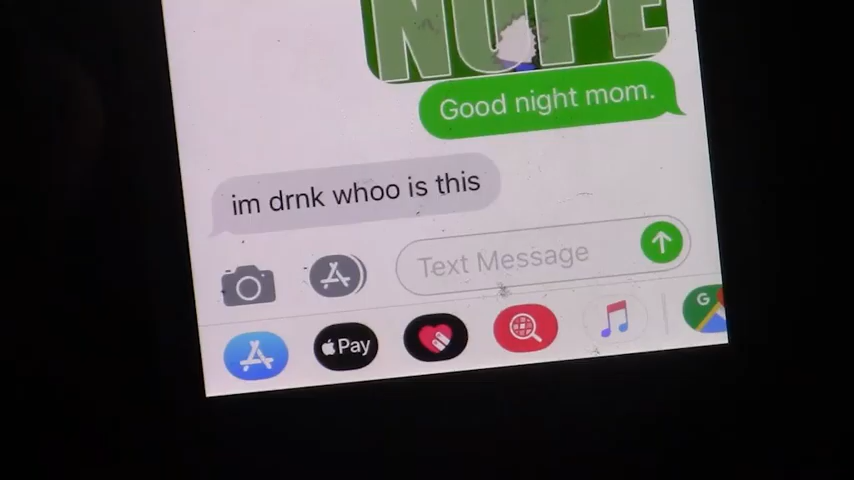 NOPE
Good night mom.
im drnk whoo is this
Text Message
Pay
G